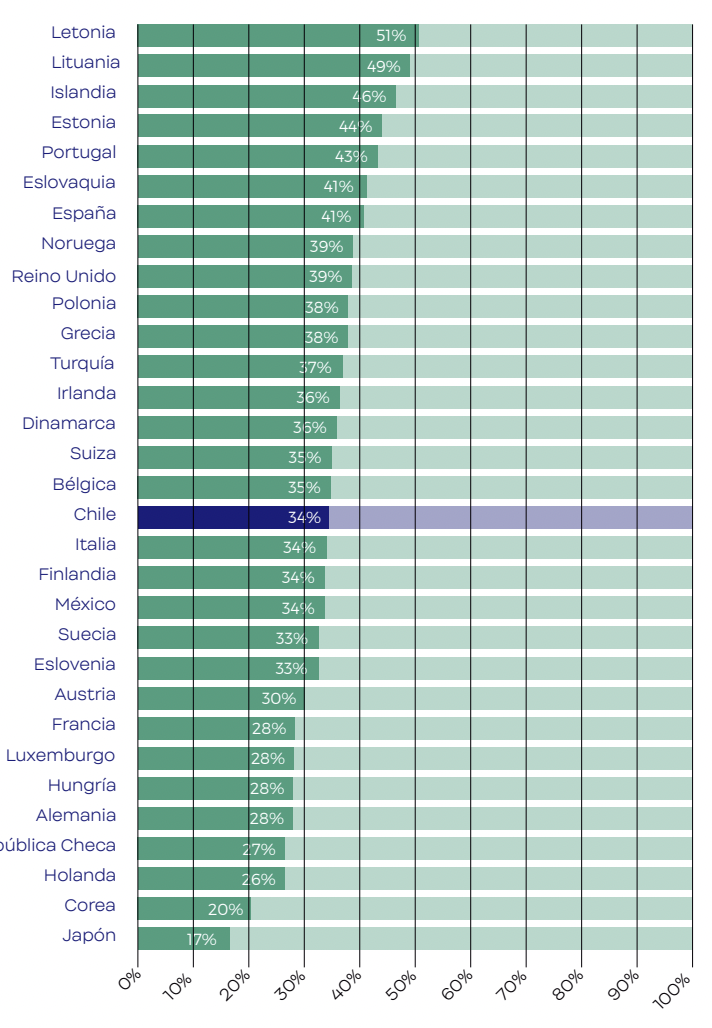 Letonia 51%
Lituania 49%
Islandia 46%
Estonia 44%
Portugal 43%
Eslovaquia 41%
España 41%
Noruega 39%
Reino Unido 39%
Polonia 38%
Grecia 38%
Turquía 37%
Irlanda 36%
Dinamarca 36%
Suiza 35%
Bélgica 35%
Chile 34%
Italia 34%
Finlandia 34%
México 34%
Suecia 33%
Eslovenia 33%
Austria 30%
Francia 28%
Luxemburgo 28%
Hungría 28%
Alemania 28%
pública Checa 27%
Holanda 26%
Corea 20%
Japón 17%
0% 10% 20% 30% 40% 50% 60% 70% 80% 90% 100%